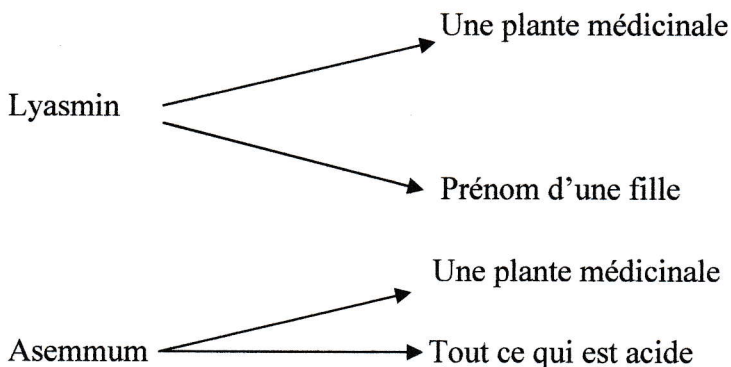 Une plante médicinale
Lyasmin
Prénom d’une fille
Une plante médicinale
Asemmum
Tout ce qui est acide